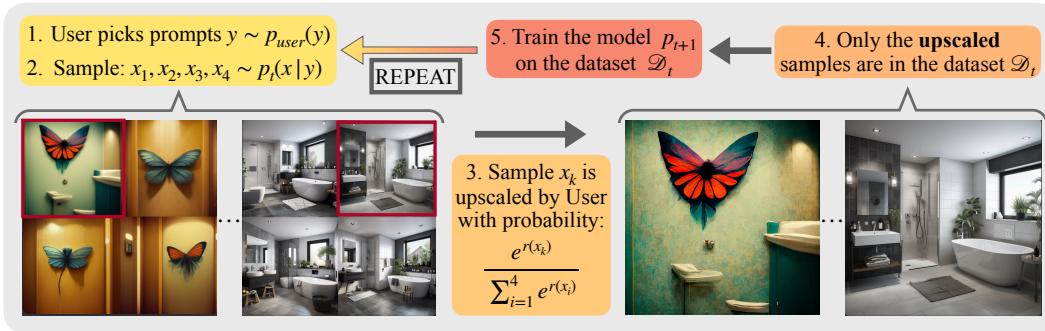 1. User picks prompts y ∼ p_user(y)
2. Sample: x_1, x_2, x_3, x_4 ∼ p_t(x | y)
5. Train the model p_{t+1}
on the dataset 𝒟_t
REPEAT
4. Only the upscaled
samples are in the dataset 𝒟_t
3. Sample x_k is
upscaled by User
with probability:
e^{r(x_k)}
∑_{i=1}^4 e^{r(x_i)}
...
...